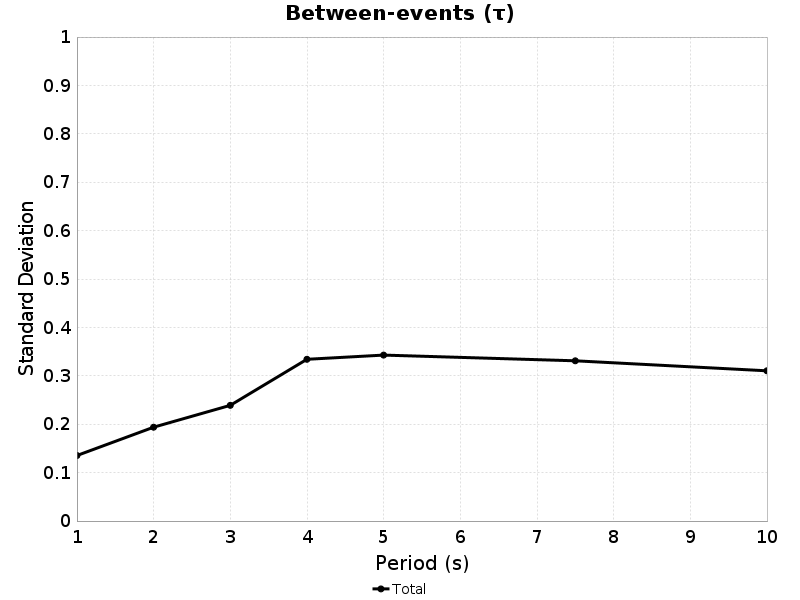 Between-events (τ)
1
0.9
0.8
0.7
0.6
0.5
0.4
0.3
0.2
0.1
0
Standard Deviation
1 2 3 4 5 6 7 8 9 10
Period (s)
Total